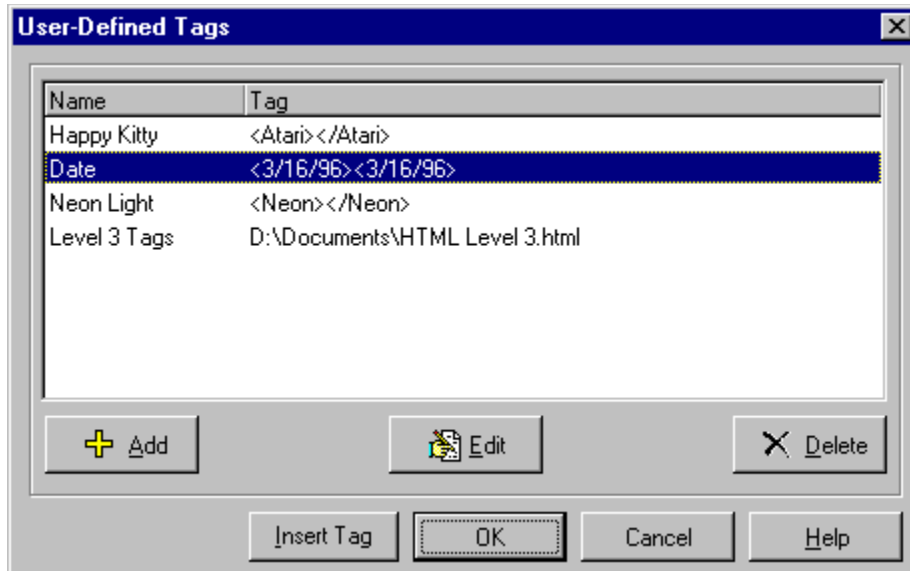 User-Defined Tags
Name Tag
Happy Kitty <Atari></Atari>
Date <3/16/96><3/16/96>
Neon Light <Neon></Neon>
Level 3 Tags D:\Documents\HTML Level 3.html
Add Edit Delete
Insert Tag OK Cancel Help